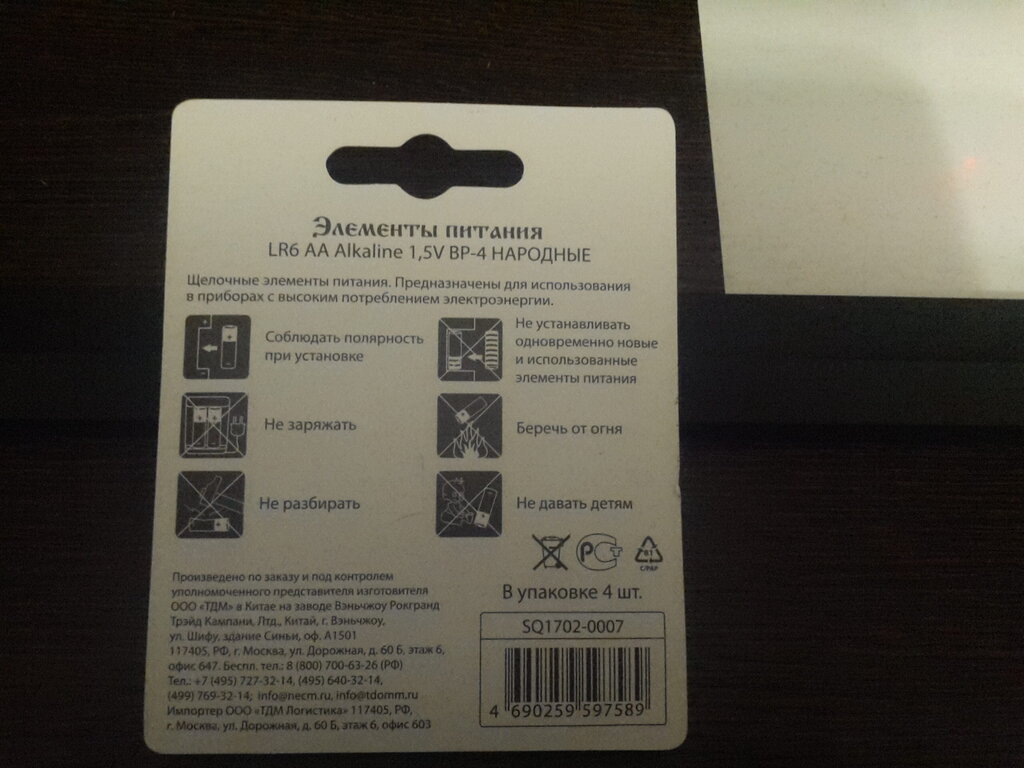 Элементы питания
LR6 AA Alkaline 1,5V BP-4 НАРОДНЫЕ
Щелочные элементы питания. Предназначены для использования
в приборах с высоким потреблением электроэнергии.
Соблюдать полярность
при установке
Не устанавливать
одновременно новые
и использованные
элементы питания
Не заряжать
Беречь от огня
Не разбирать
Не давать детям
РСТ
81
C/PAP
В упаковке 4 шт.
Произведено по заказу и под контролем
уполномоченного представителя изготовителя
ООО «ТДМ» в Китае на заводе Вэньчжоу Рокгранд
Трэйд Кампани, Лтд., Китай, г. Вэньчжоу,
ул. Шифу, здание Синьи, оф. А1501
117405, РФ, г. Москва, ул. Дорожная, д. 60 Б, этаж 6,
офис 647. Беспл. тел.: 8 (800) 700-63-26 (РФ)
Тел.: +7 (495) 727-32-14, (495) 640-32-14,
(499) 769-32-14; info@necm.ru, info@tdomm.ru
Импортер ООО «ТДМ Логистика» 117405, РФ,
г. Москва, ул. Дорожная, д. 60 Б, этаж 6, офис 603
SQ1702-0007
4 690259 597589